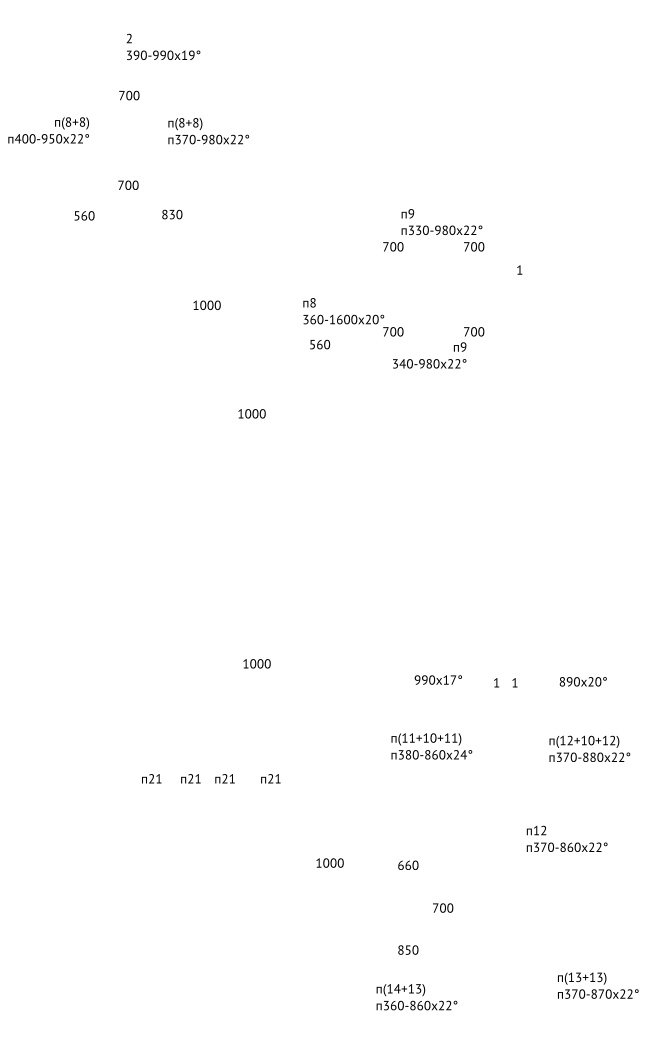 2
390-990x19°
700
п(8+8)
п400-950x22°
п(8+8)
п370-980x22°
700
560
830
п9
п330-980x22°
700
700
1
1000
п8
360-1600x20°
700
700
560
п9
340-980x22°
1000
1000
990x17°
1
1
890x20°
п(11+10+11)
п380-860x24°
п(12+10+12)
п370-880x22°
п21
п21
п21
п21
п12
п370-860x22°
1000
660
700
850
п(14+13)
п360-860x22°
п(13+13)
п370-870x22°